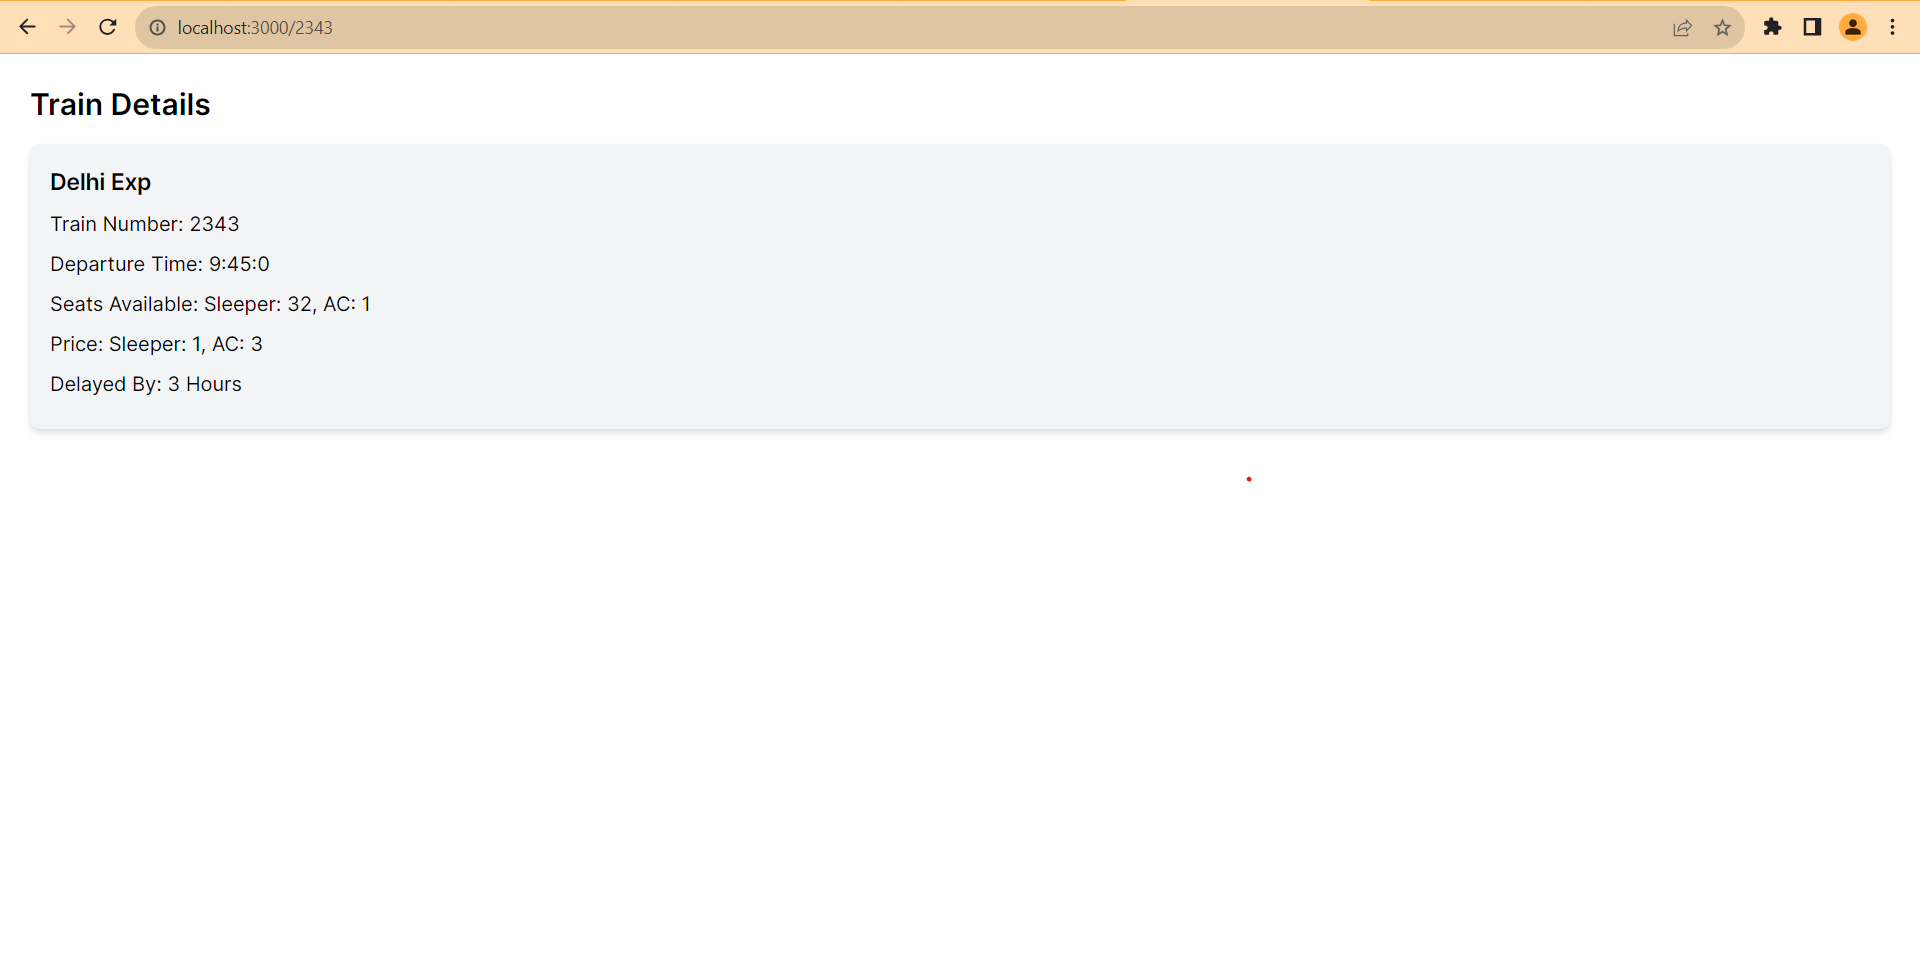 localhost:3000/2343
Train Details
Delhi Exp
Train Number: 2343
Departure Time: 9:45:0
Seats Available: Sleeper: 32, AC: 1
Price: Sleeper: 1, AC: 3
Delayed By: 3 Hours